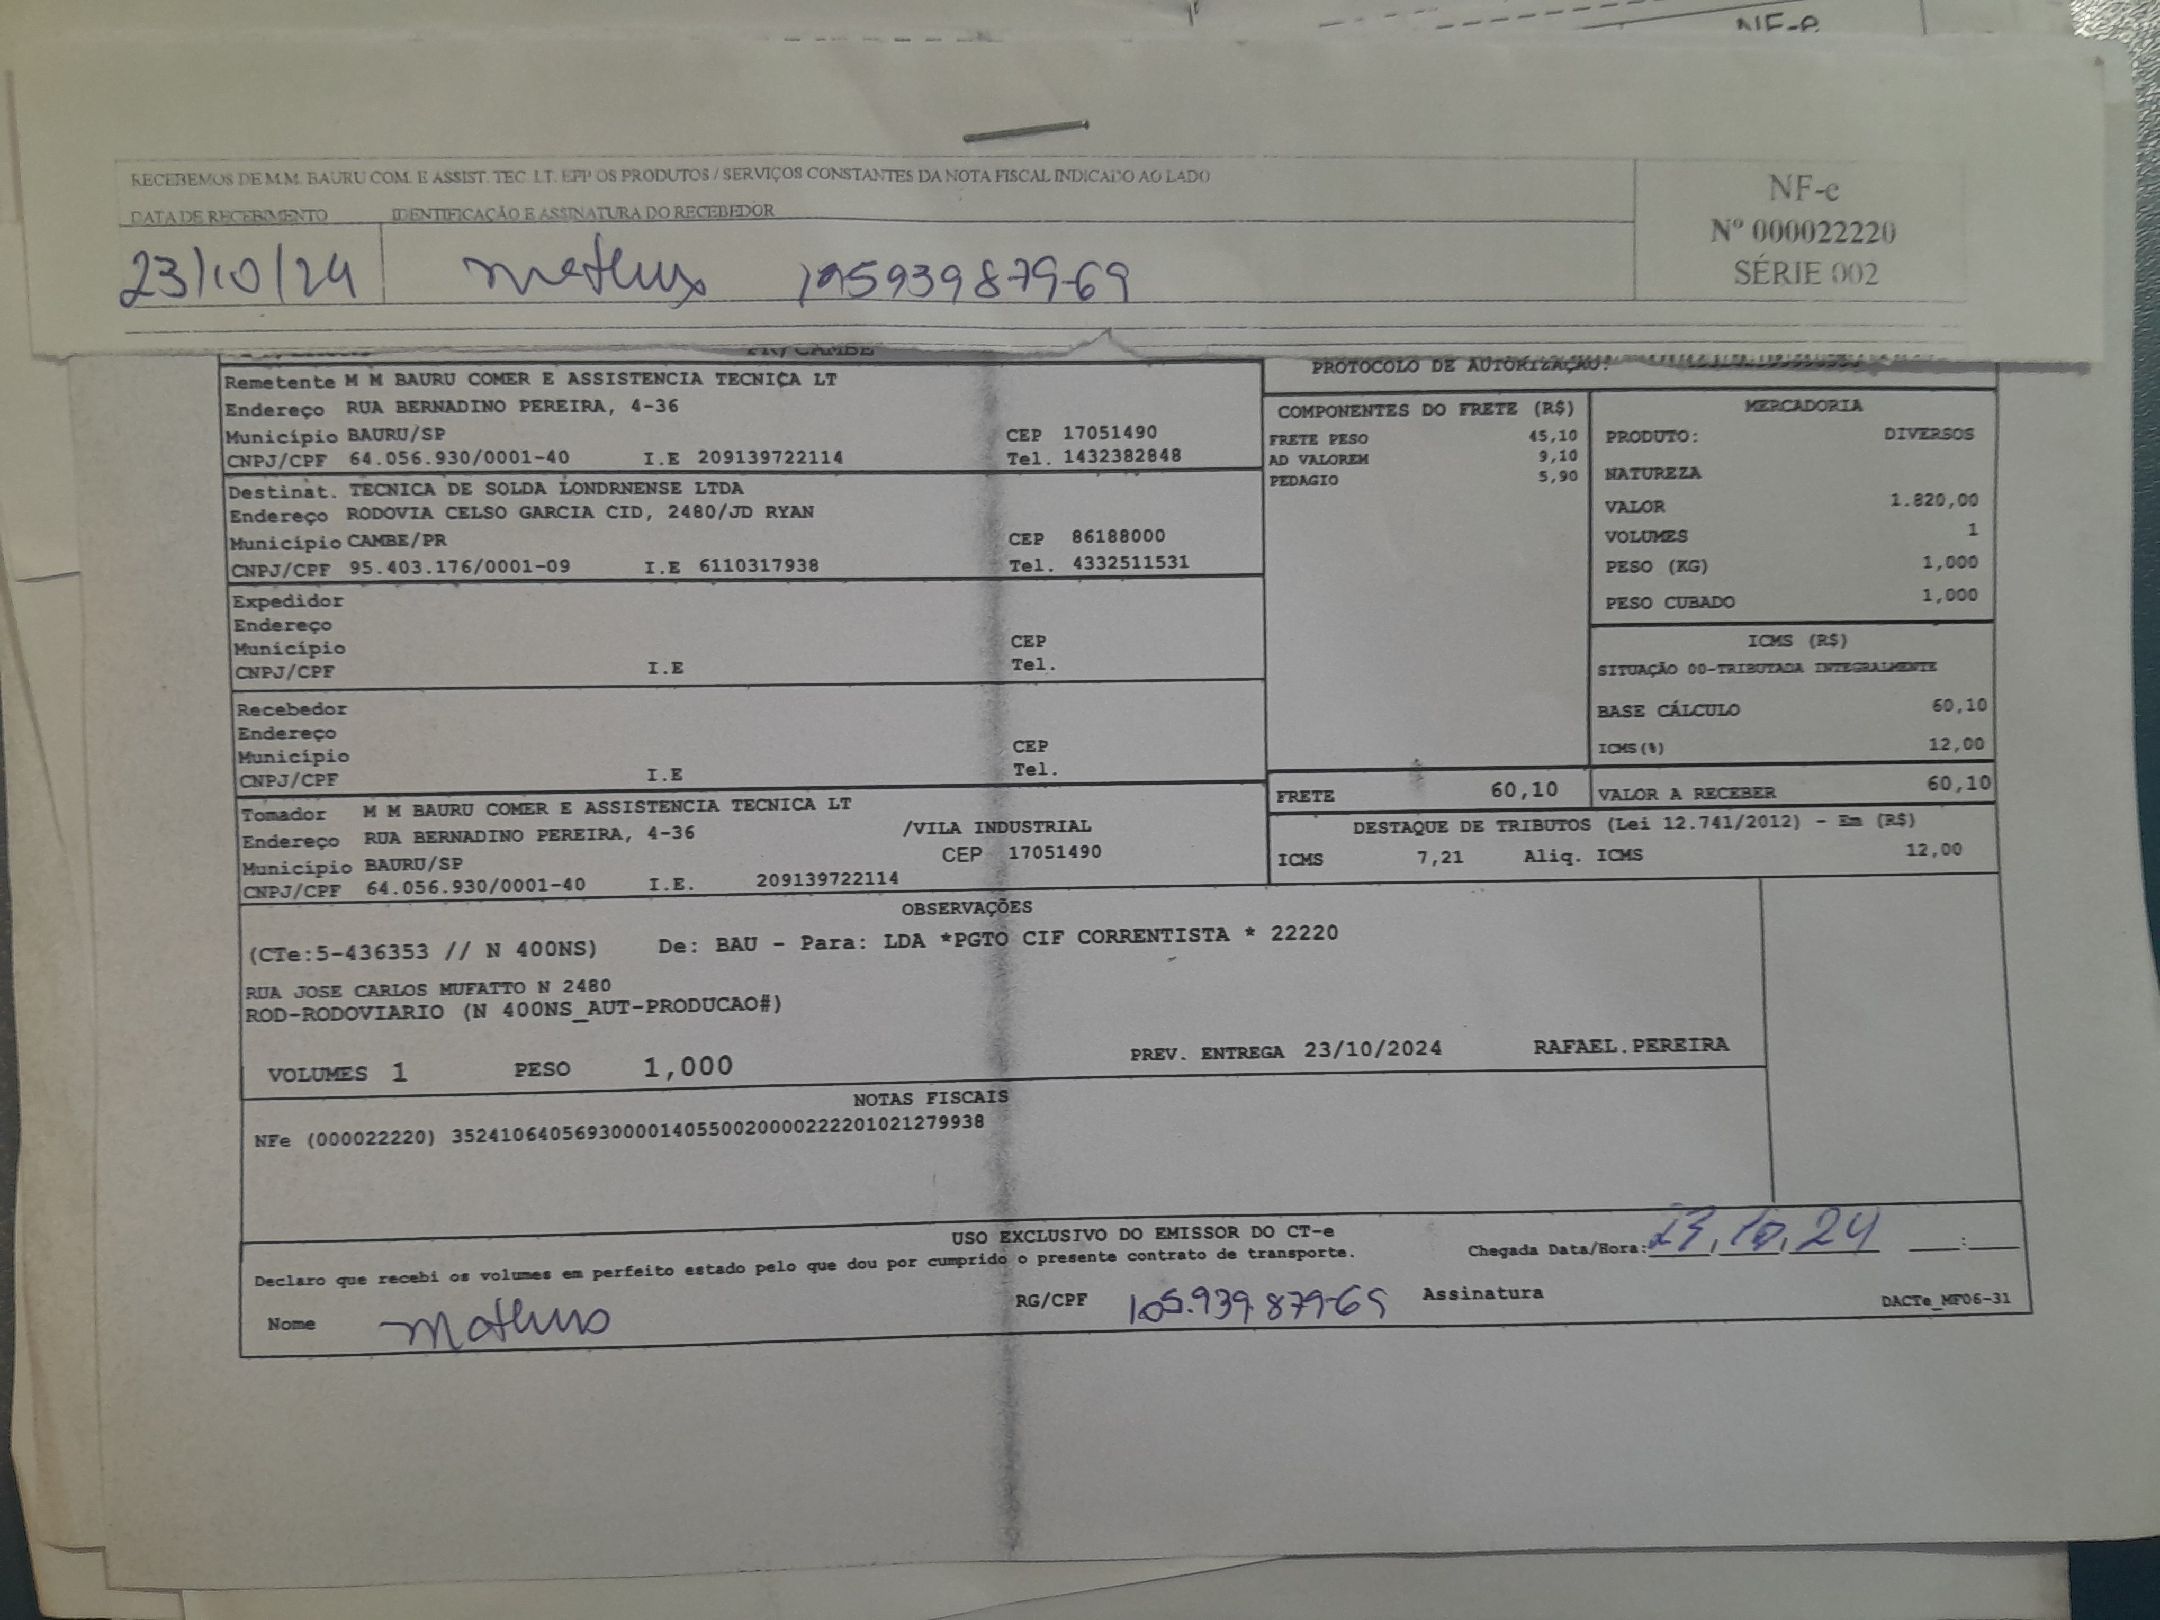 NF-e
RECEBEMOS DE M.M. BAURU COM. E ASSIST. TEC. LT. EPP OS PRODUTOS / SERVIÇOS CONSTANTES DA NOTA FISCAL INDICADO AO LADO
DATA DE RECEBIMENTO IDENTIFICAÇÃO E ASSINATURA DO RECEBEDOR
23/10/24 Matheus 105939879-69
NF-e
Nº 000022220
SÉRIE 002
PR/CAMBE
PROTOCOLO DE AUTORIZAÇÃO:
Remetente M M BAURU COMER E ASSISTENCIA TECNICA LT
Endereço RUA BERNADINO PEREIRA, 4-36
Município BAURU/SP CEP 17051490
CNPJ/CPF 64.056.930/0001-40 I.E 209139722114 Tel. 1432382848
Destinat. TECNICA DE SOLDA LONDRNENSE LTDA
Endereço RODOVIA CELSO GARCIA CID, 2480/JD RYAN
Município CAMBE/PR CEP 86188000
CNPJ/CPF 95.403.176/0001-09 I.E 6110317938 Tel. 4332511531
Expedidor
Endereço
Município CEP
CNPJ/CPF I.E Tel.
Recebedor
Endereço
Município CEP
CNPJ/CPF I.E Tel.
Tomador M M BAURU COMER E ASSISTENCIA TECNICA LT
Endereço RUA BERNADINO PEREIRA, 4-36 /VILA INDUSTRIAL
Município BAURU/SP CEP 17051490
CNPJ/CPF 64.056.930/0001-40 I.E. 209139722114
COMPONENTES DO FRETE (R$)
FRETE PESO 45,10
AD VALOREM 9,10
PEDAGIO 5,90
MERCADORIA
PRODUTO: DIVERSOS
NATUREZA
VALOR 1.820,00
VOLUMES 1
PESO (KG) 1,000
PESO CUBADO 1,000
ICMS (R$)
SITUAÇÃO 00-TRIBUTADA INTEGRALMENTE
BASE CÁLCULO 60,10
ICMS(%) 12,00
FRETE 60,10 VALOR A RECEBER 60,10
DESTAQUE DE TRIBUTOS (Lei 12.741/2012) - Em (R$)
ICMS 7,21 Aliq. ICMS 12,00
OBSERVAÇÕES
(CTe:5-436353 // N 400NS) De: BAU - Para: LDA *PGTO CIF CORRENTISTA * 22220
RUA JOSE CARLOS MUFATTO N 2480
ROD-RODOVIARIO (N 400NS_AUT-PRODUCAO#)
VOLUMES 1 PESO 1,000 PREV. ENTREGA 23/10/2024 RAFAEL.PEREIRA
NOTAS FISCAIS
NFe (000022220) 35241064056930000140550020000222201021279938
USO EXCLUSIVO DO EMISSOR DO CT-e
Declaro que recebi os volumes em perfeito estado pelo que dou por cumprido o presente contrato de transporte. Chegada Data/Hora: 23,10,24 :
Nome Matheus RG/CPF 105.939.879-69 Assinatura DACTe_MF06-31